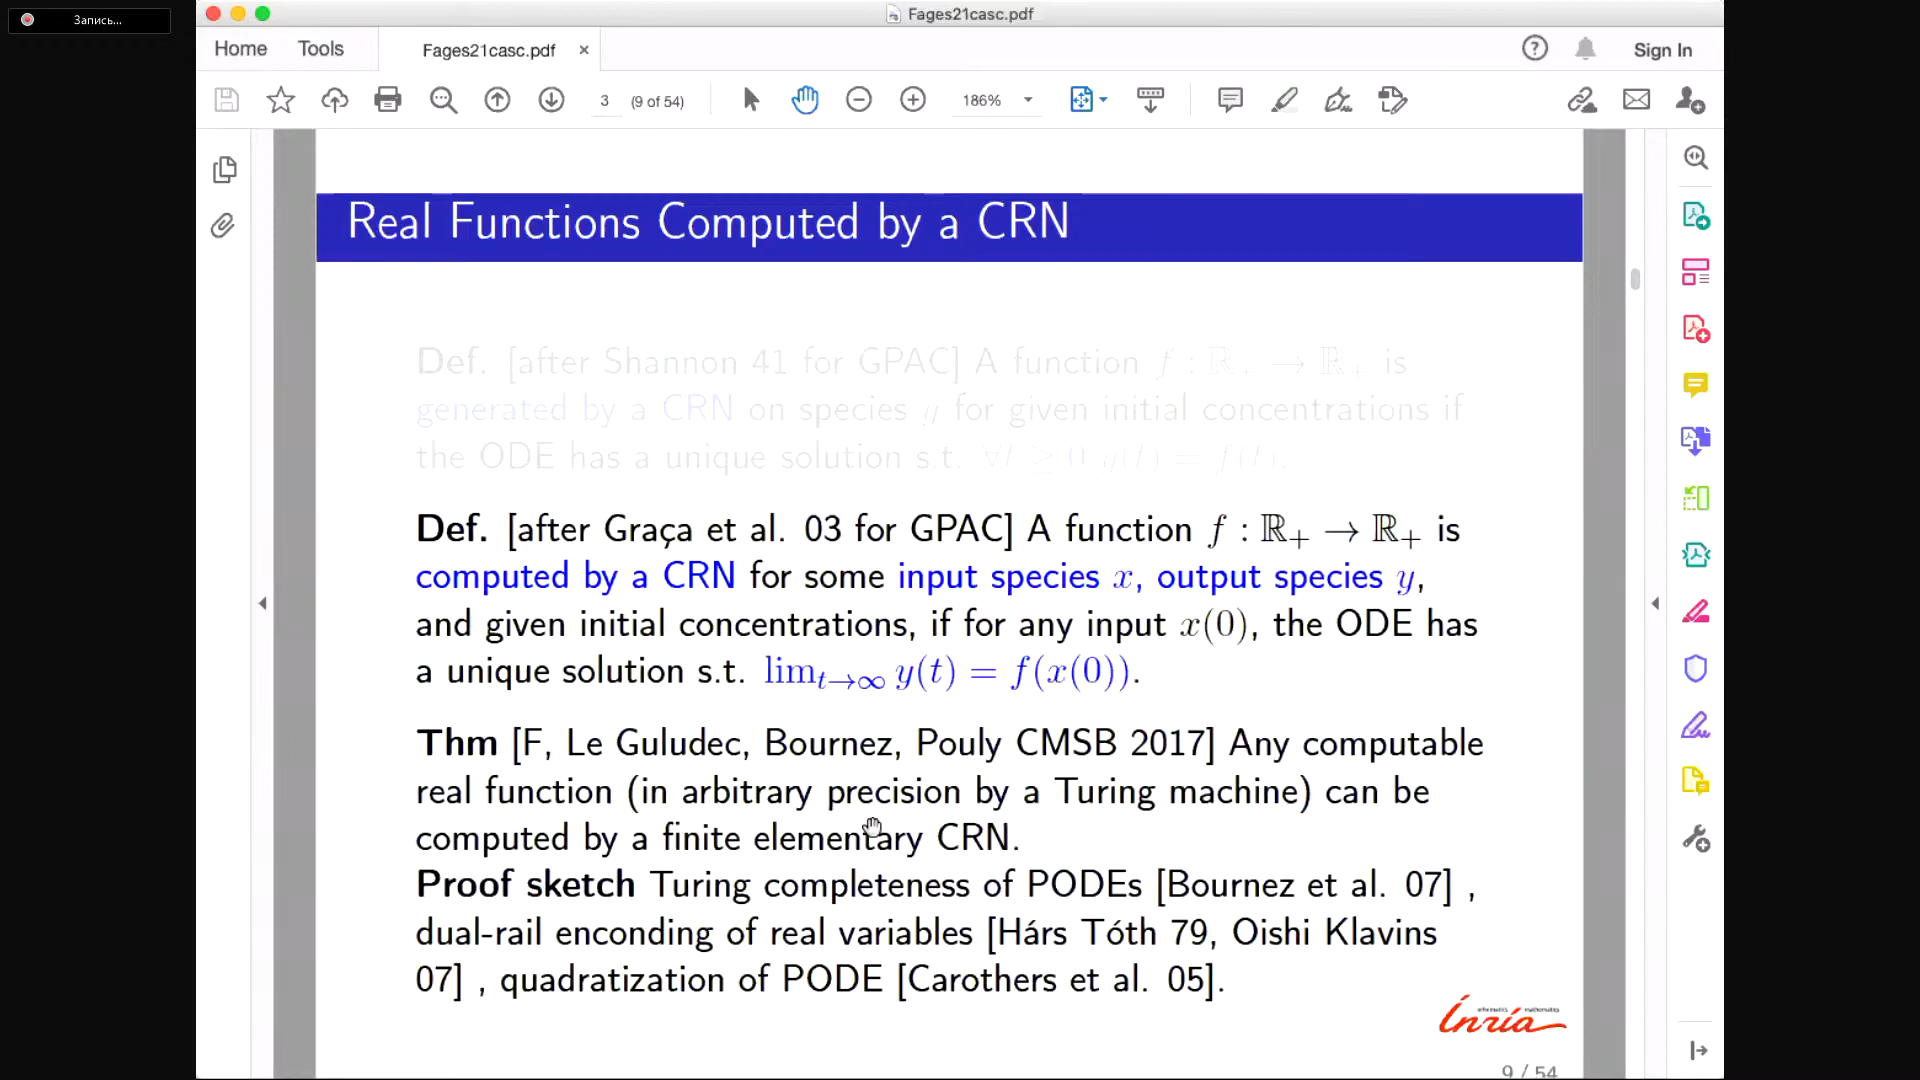 Запись...
Fages21casc.pdf
Home Tools Fages21casc.pdf × Sign In
3 (9 of 54) 186%
Real Functions Computed by a CRN
Def. [after Shannon 41 for GPAC] A function f : ℝ₊ → ℝ₊ is
generated by a CRN on species y for given initial concentrations if
the ODE has a unique solution s.t. ∀t ≥ 0 y(t) = f(t).
Def. [after Graça et al. 03 for GPAC] A function f : ℝ₊ → ℝ₊ is
computed by a CRN for some input species x, output species y,
and given initial concentrations, if for any input x(0), the ODE has
a unique solution s.t. lim_{t→∞} y(t) = f(x(0)).
Thm [F, Le Guludec, Bournez, Pouly CMSB 2017] Any computable
real function (in arbitrary precision by a Turing machine) can be
computed by a finite elementary CRN.
Proof sketch Turing completeness of PODEs [Bournez et al. 07] ,
dual-rail enconding of real variables [Hárs Tóth 79, Oishi Klavins
07] , quadratization of PODE [Carothers et al. 05].
informatics mathematics
Inria
9 / 54